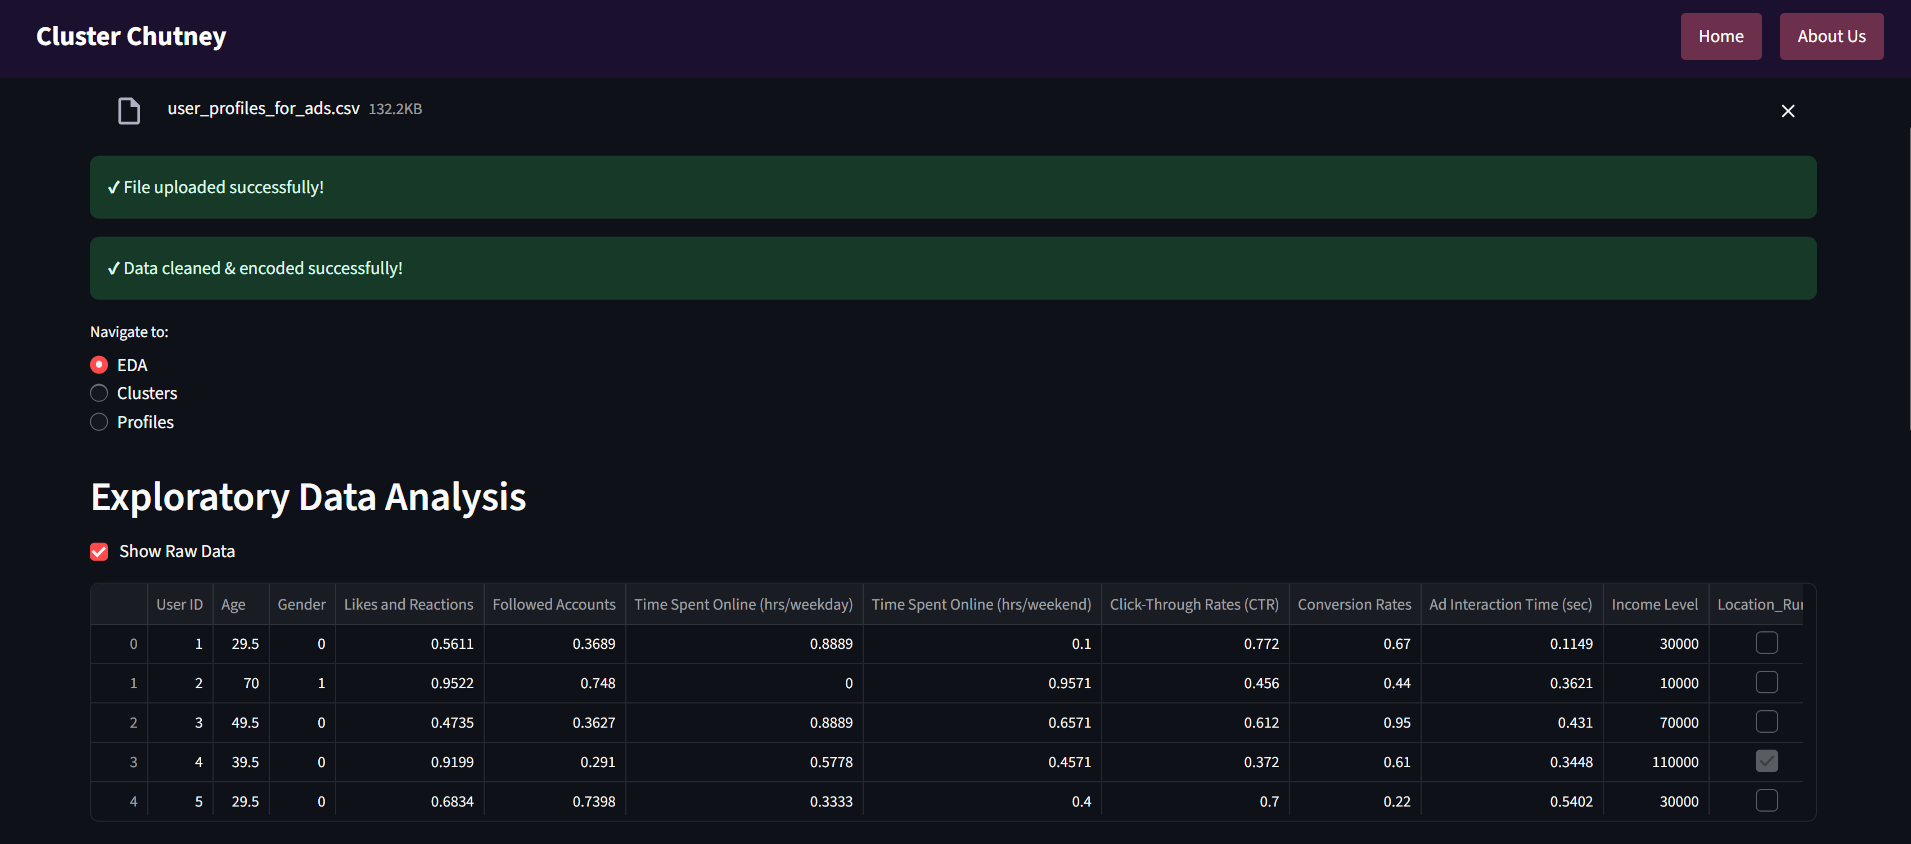 Cluster Chutney Home About Us
user_profiles_for_ads.csv 132.2KB
✓ File uploaded successfully!
✓ Data cleaned & encoded successfully!
Navigate to:
EDA
Clusters
Profiles
Exploratory Data Analysis
Show Raw Data
User ID Age Gender Likes and Reactions Followed Accounts Time Spent Online (hrs/weekday) Time Spent Online (hrs/weekend) Click-Through Rates (CTR) Conversion Rates Ad Interaction Time (sec) Income Level Location_Rur
0 1 29.5 0 0.5611 0.3689 0.8889 0.1 0.772 0.67 0.1149 30000
1 2 70 1 0.9522 0.748 0 0.9571 0.456 0.44 0.3621 10000
2 3 49.5 0 0.4735 0.3627 0.8889 0.6571 0.612 0.95 0.431 70000
3 4 39.5 0 0.9199 0.291 0.5778 0.4571 0.372 0.61 0.3448 110000
4 5 29.5 0 0.6834 0.7398 0.3333 0.4 0.7 0.22 0.5402 30000